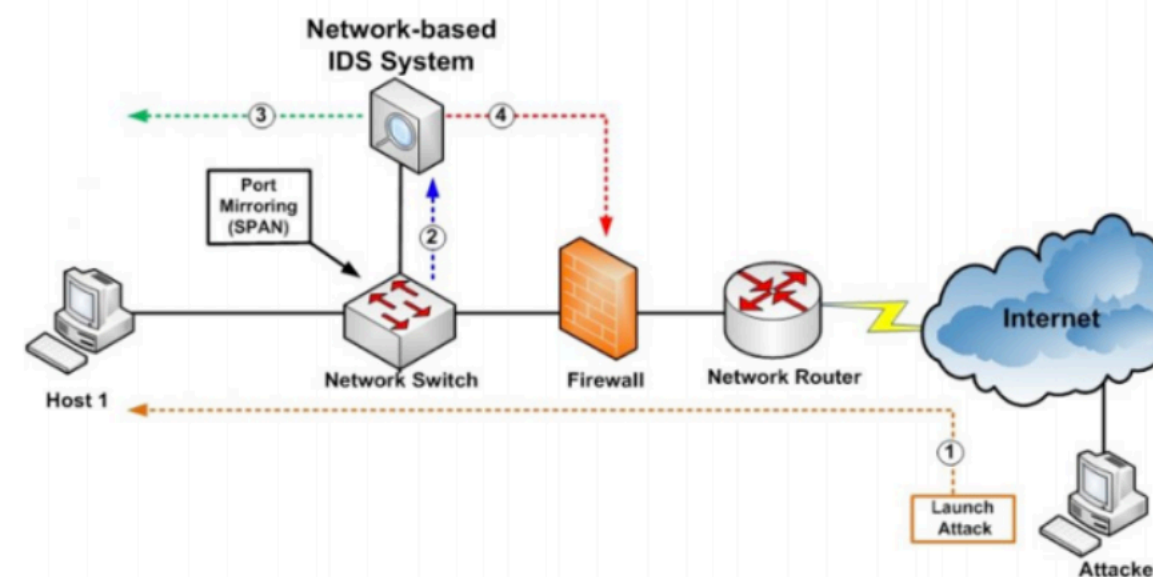 Network-based
IDS System
3
4
Port
Mirroring
(SPAN)
2
Internet
Network Switch
Firewall
Network Router
Host 1
1
Launch
Attack
Attacke